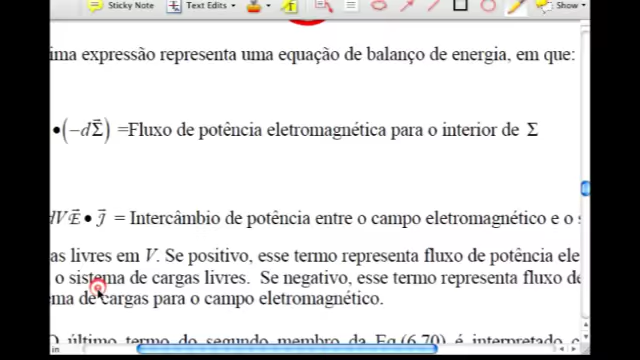 Sticky Note Text Edits Show
ima expressão representa uma equação de balanço de energia, em que:
•(−dΣ⃗) =Fluxo de potência eletromagnética para o interior de Σ
dVE⃗ • J⃗ = Intercâmbio de potência entre o campo eletromagnético e o s
as livres em V. Se positivo, esse termo representa fluxo de potência ele
o sistema de cargas livres. Se negativo, esse termo representa fluxo de
ema de cargas para o campo eletromagnético.
O último termo do segundo membro da Eq.(6.70) é interpretado c
in